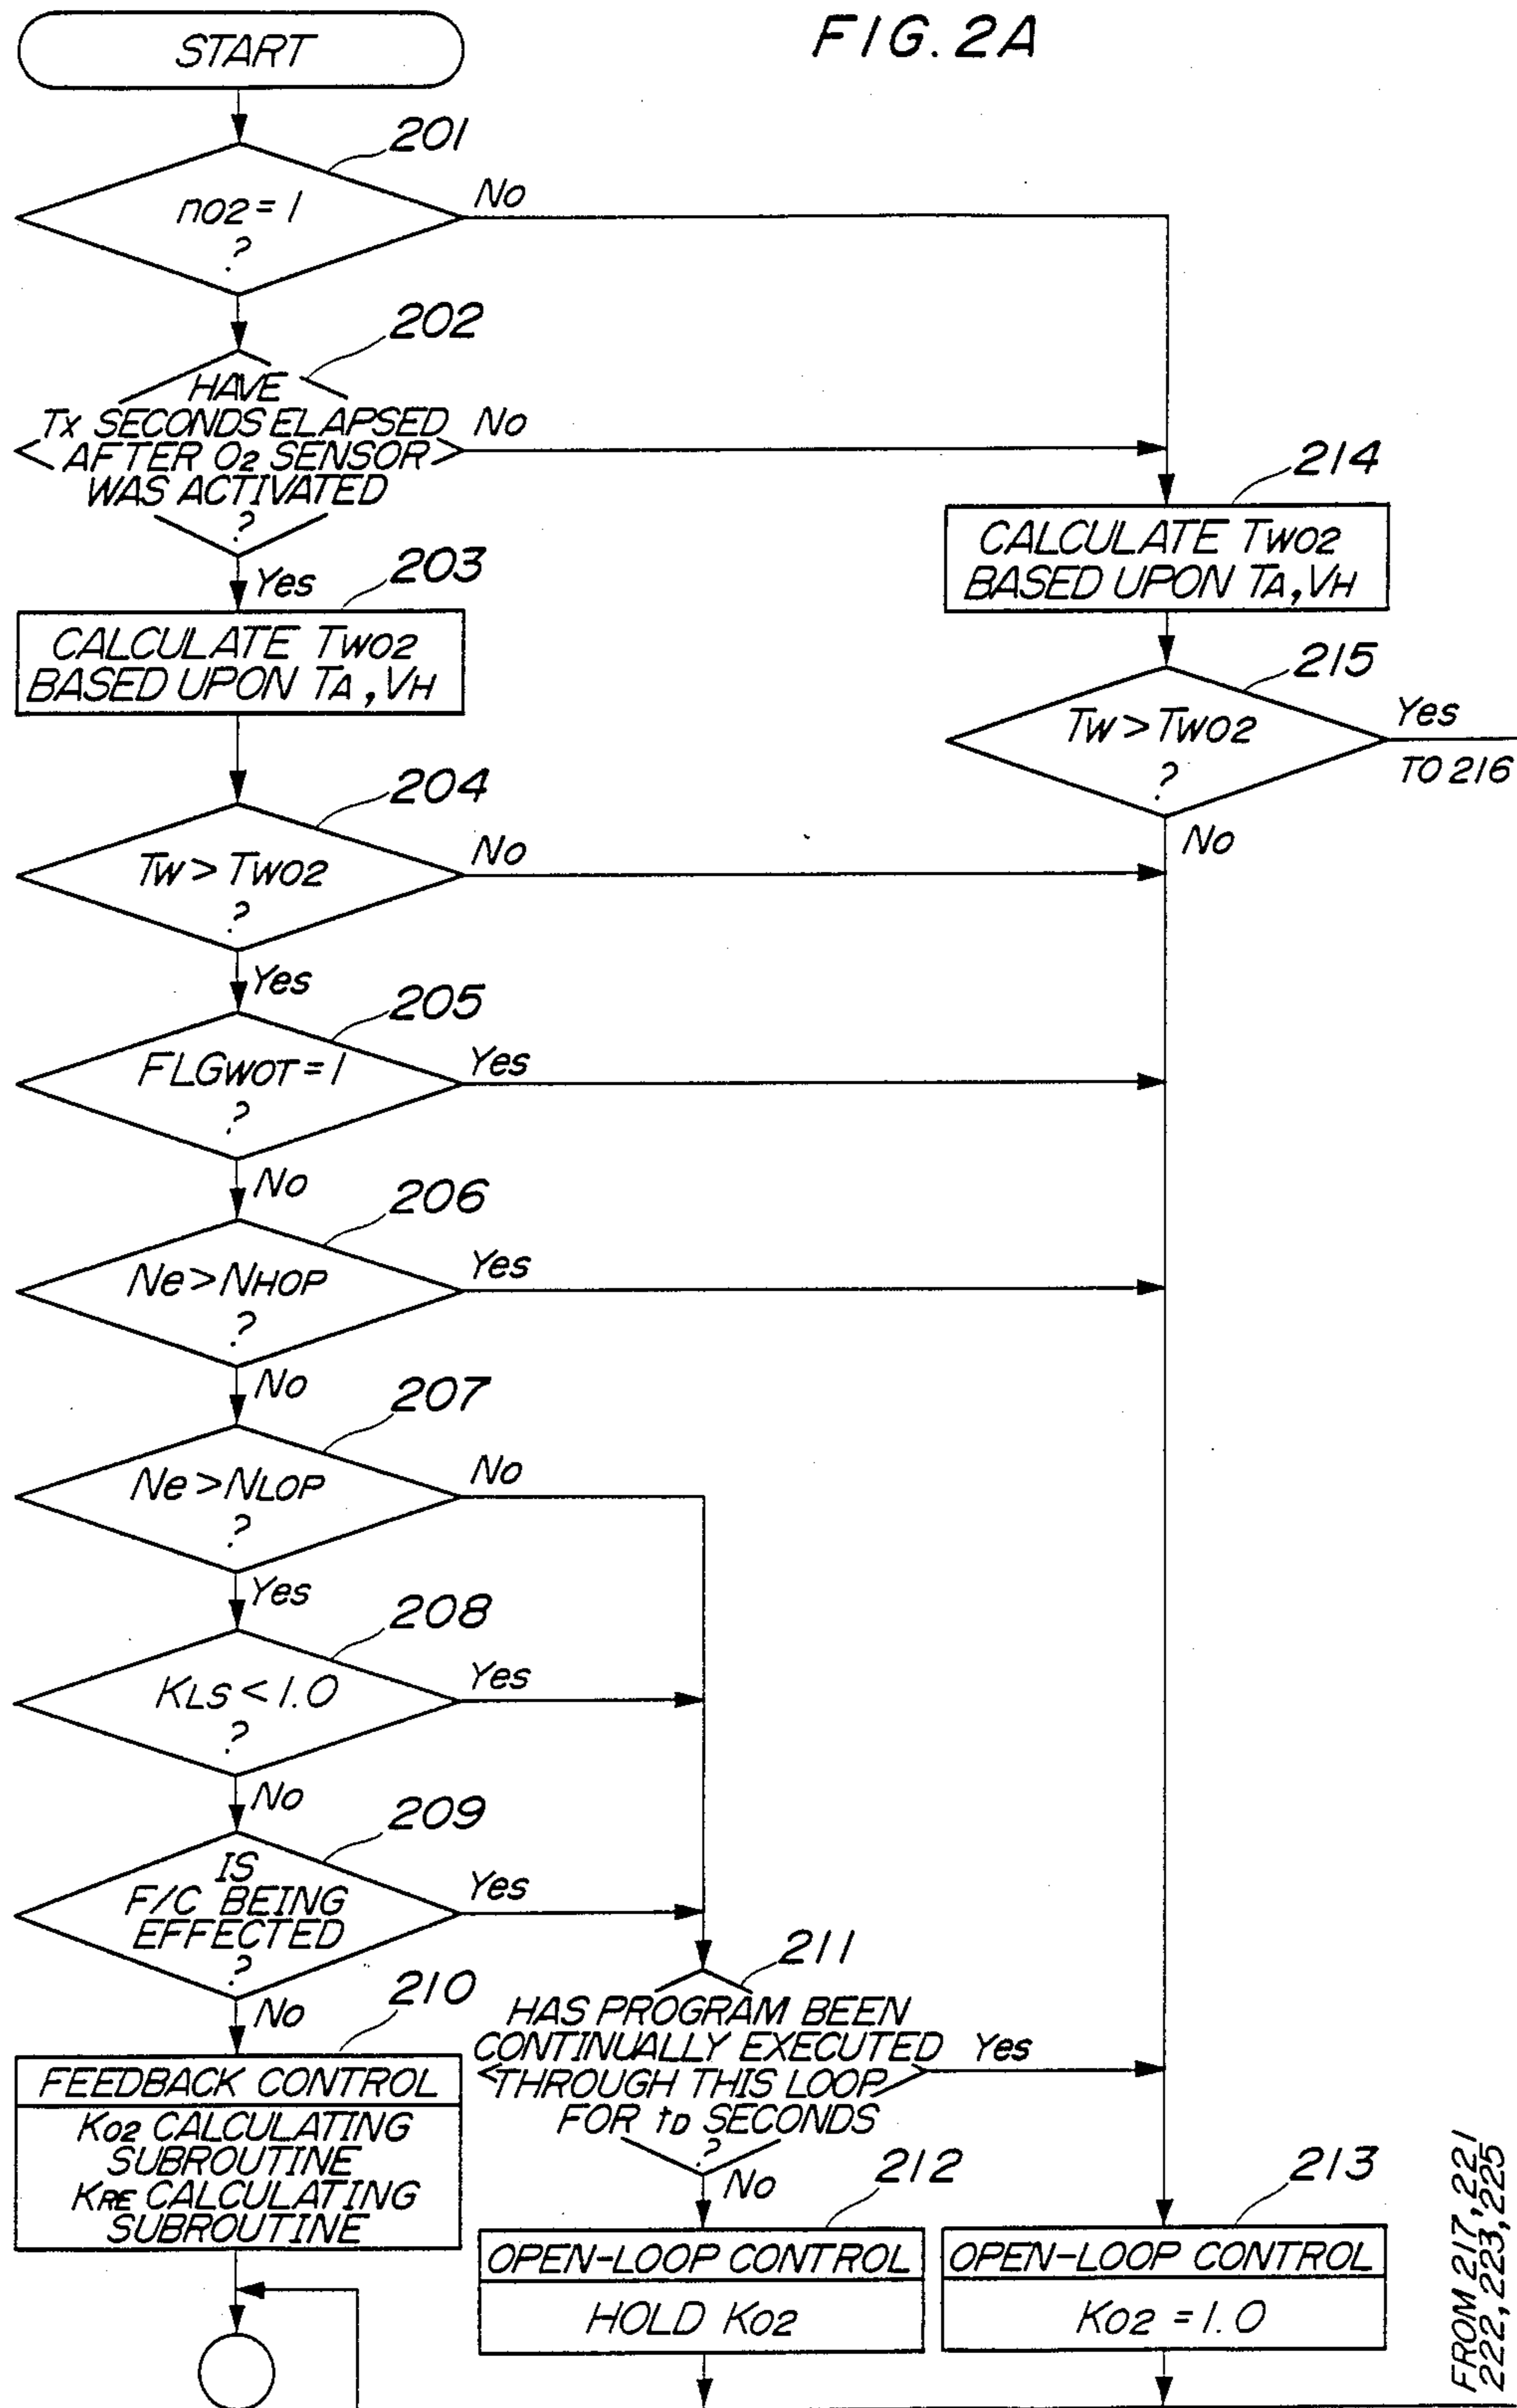 FIG. 2A
START
201
nO2 = 1
?
No
202
HAVE
TX SECONDS ELAPSED
AFTER O2 SENSOR
WAS ACTIVATED
?
No
Yes
203
CALCULATE TWO2
BASED UPON TA, VH
204
TW > TWO2
?
No
Yes
205
FLGWOT = 1
?
Yes
No
206
Ne > NHOP
?
Yes
No
207
Ne > NLOP
?
No
Yes
208
KLS < 1.0
?
Yes
No
209
IS
F/C BEING
EFFECTED
?
Yes
No
210
FEEDBACK CONTROL
KO2 CALCULATING
SUBROUTINE
KRE CALCULATING
SUBROUTINE
211
HAS PROGRAM BEEN
CONTINUALLY EXECUTED
THROUGH THIS LOOP
FOR tD SECONDS
?
Yes
No
212
OPEN-LOOP CONTROL
HOLD KO2
214
CALCULATE TWO2
BASED UPON TA, VH
215
TW > TWO2
?
Yes
TO 216
No
213
OPEN-LOOP CONTROL
KO2 = 1.0
FROM 217, 221
222, 223, 225